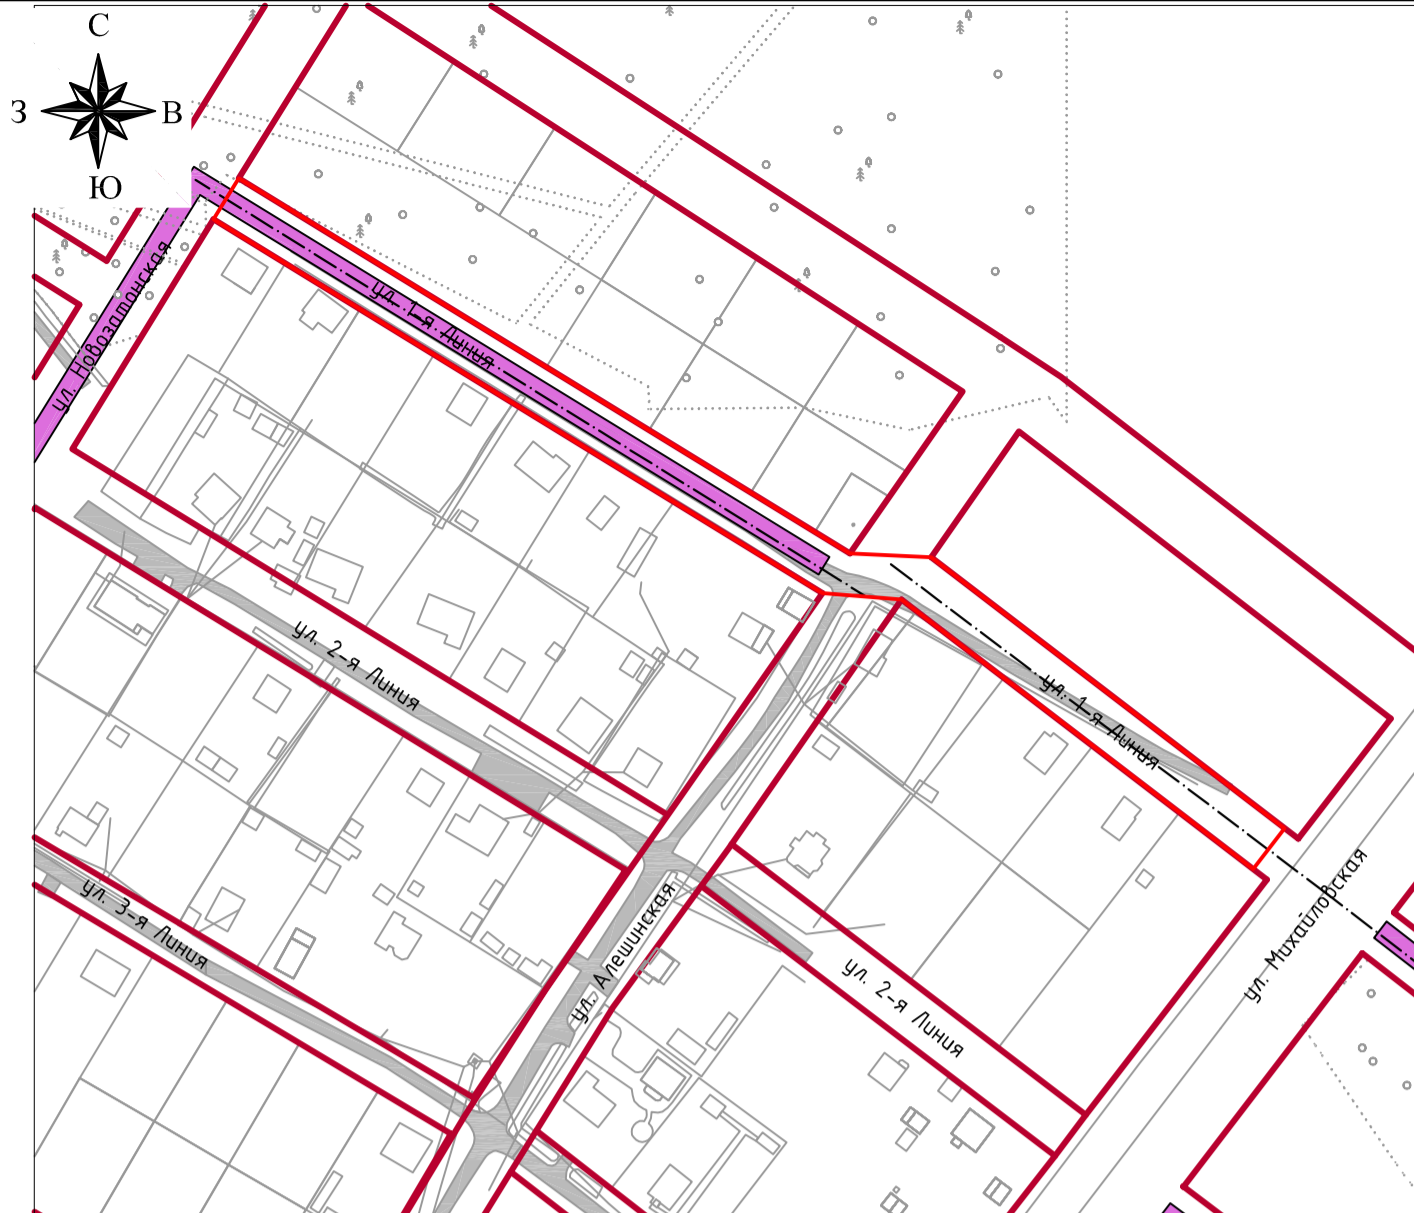 С
З
В
Ю
ул. Новозатонская
ул. 1-я Линия
ул. 2-я Линия
ул. 1-я Линия
ул. Михайловская
ул. 3-я Линия
ул. Алешинская
ул. 2-я Линия